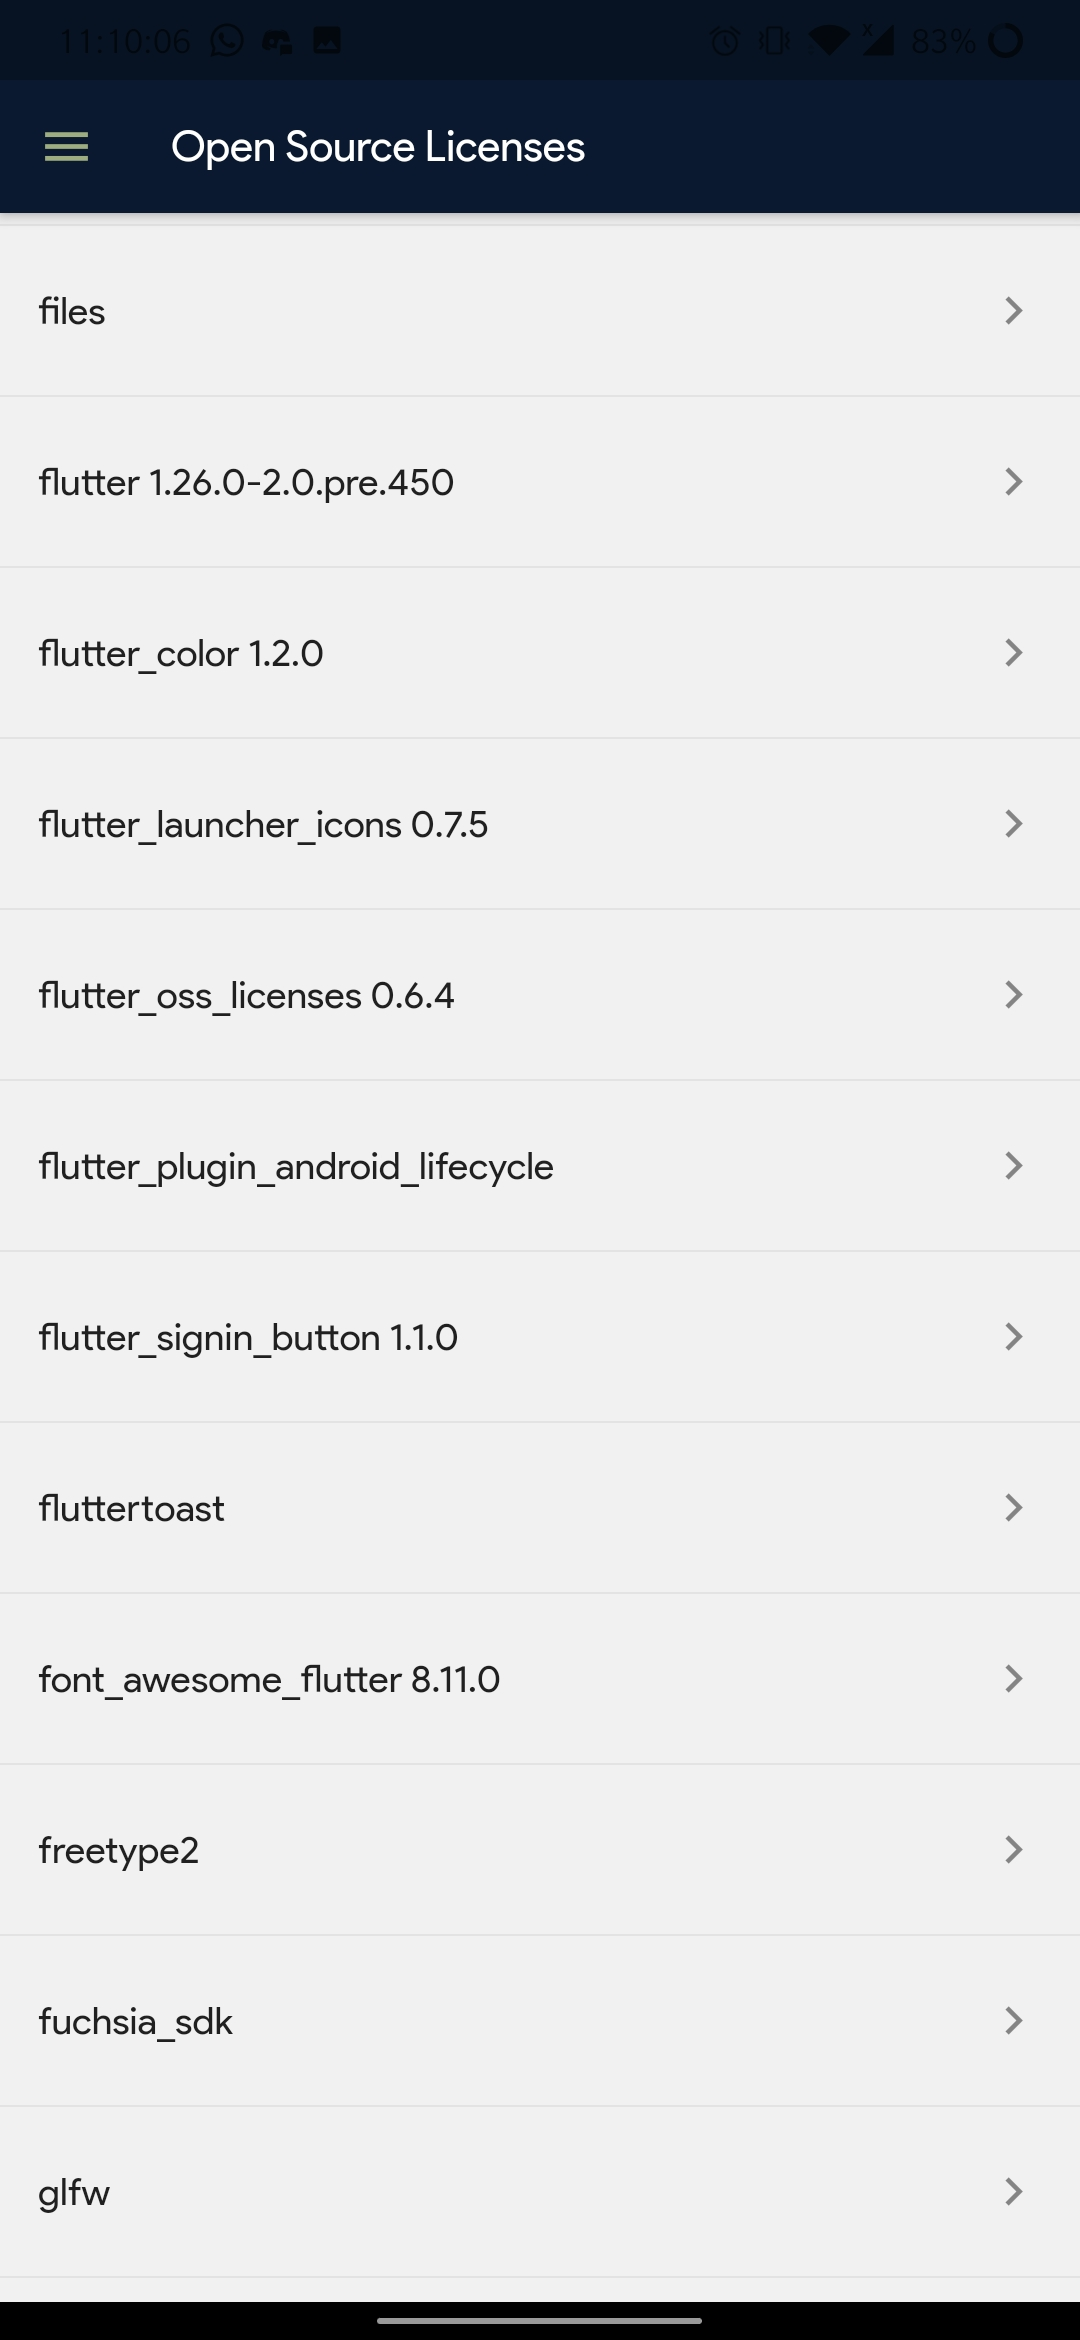 11:10:06 83%
Open Source Licenses
files
flutter 1.26.0-2.0.pre.450
flutter_color 1.2.0
flutter_launcher_icons 0.7.5
flutter_oss_licenses 0.6.4
flutter_plugin_android_lifecycle
flutter_signin_button 1.1.0
fluttertoast
font_awesome_flutter 8.11.0
freetype2
fuchsia_sdk
glfw